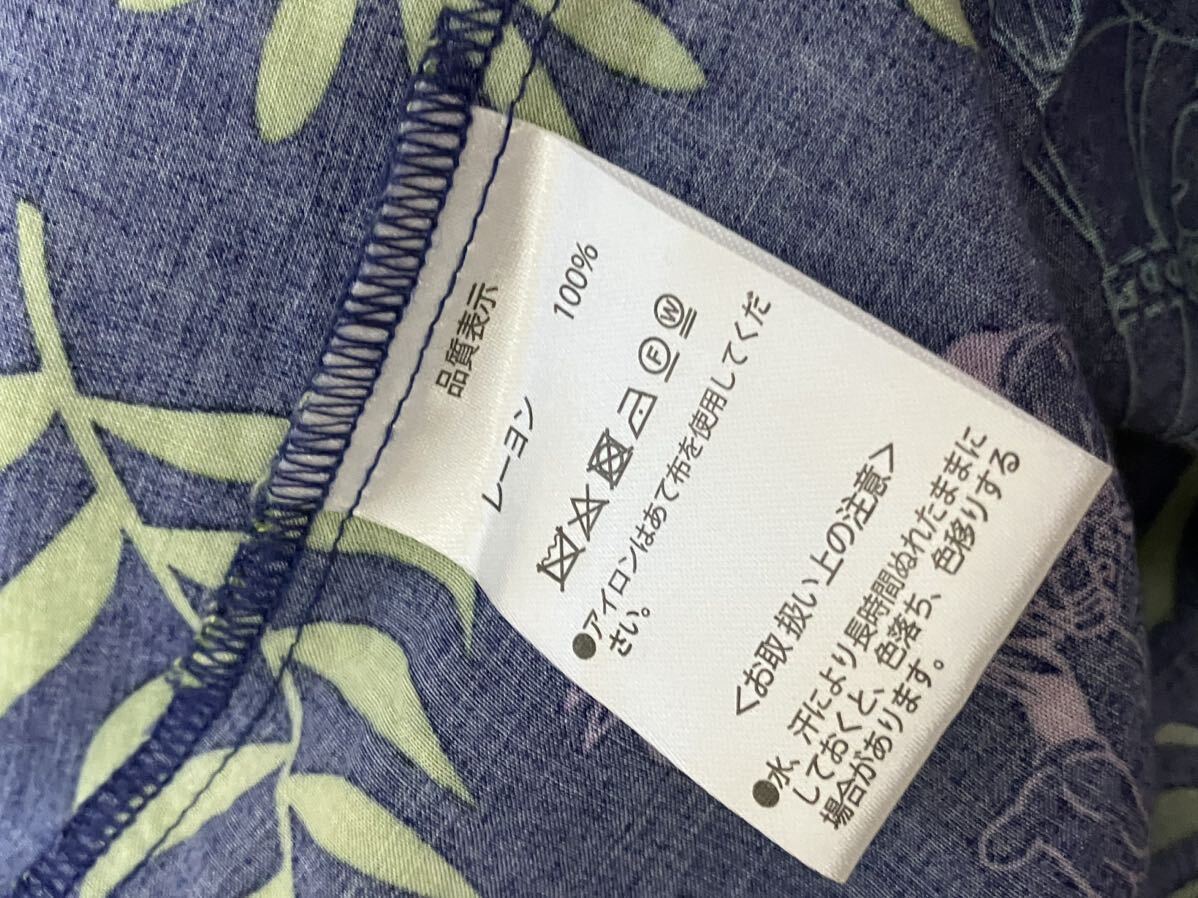 品質表示
レーヨン 100%
F W
●アイロンはあて布を使用してくだ
さい。
<お取扱い上の注意>
●水、汗により長時間ぬれたままに
しておくと、色落ち、色移りする
場合があります。